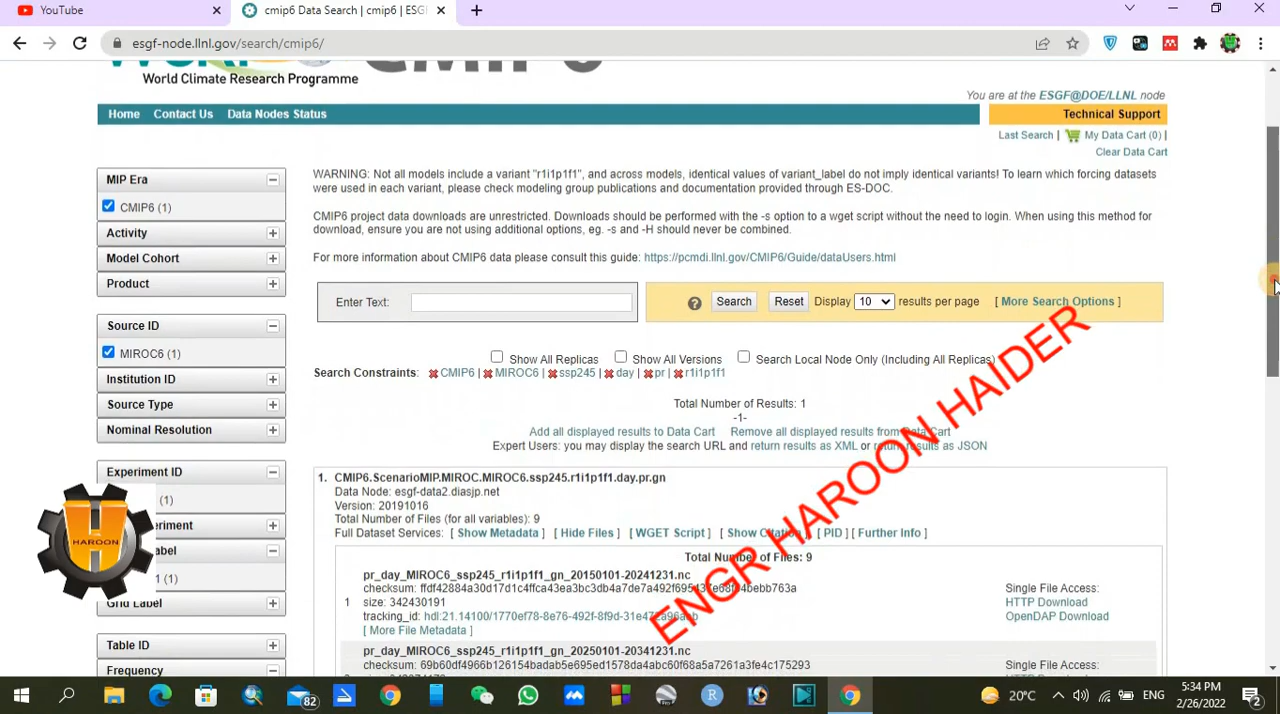 YouTube
cmip6 Data Search | cmip6 | ESG
esgf-node.llnl.gov/search/cmip6/
World Climate Research Programme
CMIP6
You are at the ESGF@DOE/LLNL node
Home Contact Us Data Nodes Status
Technical Support
Last Search | My Data Cart (0) |
Clear Data Cart
MIP Era
CMIP6 (1)
Activity
Model Cohort
Product
Source ID
MIROC6 (1)
Institution ID
Source Type
Nominal Resolution
Experiment ID
(1)
eriment
abel
1 (1)
Grid Label
Table ID
Frequency
WARNING: Not all models include a variant "r1i1p1f1", and across models, identical values of variant_label do not imply identical variants! To learn which forcing datasets
were used in each variant, please check modeling group publications and documentation provided through ES-DOC.
CMIP6 project data downloads are unrestricted. Downloads should be performed with the -s option to a wget script without the need to login. When using this method for
download, ensure you are not using additional options, eg. -s and -H should never be combined.
For more information about CMIP6 data please consult this guide: https://pcmdi.llnl.gov/CMIP6/Guide/dataUsers.html
Enter Text:
Search Reset Display 10 results per page [ More Search Options ]
Show All Replicas Show All Versions Search Local Node Only (Including All Replicas)
Search Constraints: CMIP6 | MIROC6 | ssp245 | day | pr | r1i1p1f1
Total Number of Results: 1
-1-
Add all displayed results to Data Cart Remove all displayed results from Data Cart
Expert Users: you may display the search URL and return results as XML or return results as JSON
1. CMIP6.ScenarioMIP.MIROC.MIROC6.ssp245.r1i1p1f1.day.pr.gn
Data Node: esgf-data2.diasjp.net
Version: 20191016
Total Number of Files (for all variables): 9
Full Dataset Services: [ Show Metadata ] [ Hide Files ] [ WGET Script ] [ Show Citation ] [ PID ] [ Further Info ]
Total Number of Files: 9
pr_day_MIROC6_ssp245_r1i1p1f1_gn_20150101-20241231.nc
checksum:
1 size: 342430191
tracking_id:
[ More File Metadata ]
Single File Access:
HTTP Download
OpenDAP Download
pr_day_MIROC6_ssp245_r1i1p1f1_gn_20250101-20341231.nc
checksum: 69b60df4966b126154badab5e695ed1578da4abc60f68a5a7261a3fe4c175293
Single File Access:
ENGR HAROON HAIDER
HAROON
82
20°C
ENG
5:34 PM
2/26/2022
2